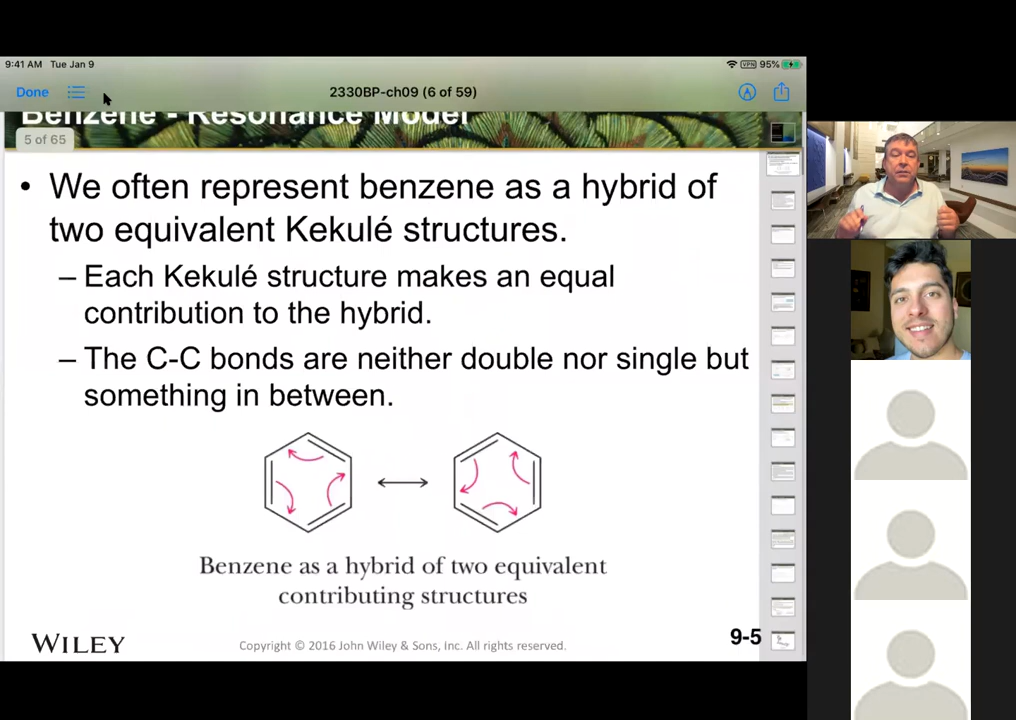 9:41 AM Tue Jan 9
VPN 95%
Done
2330BP-ch09 (6 of 59)
Benzene - Resonance Model
5 of 65
• We often represent benzene as a hybrid of
two equivalent Kekulé structures.
– Each Kekulé structure makes an equal
contribution to the hybrid.
– The C-C bonds are neither double nor single but
something in between.
Benzene as a hybrid of two equivalent
contributing structures
WILEY
Copyright © 2016 John Wiley & Sons, Inc. All rights reserved.
9-5